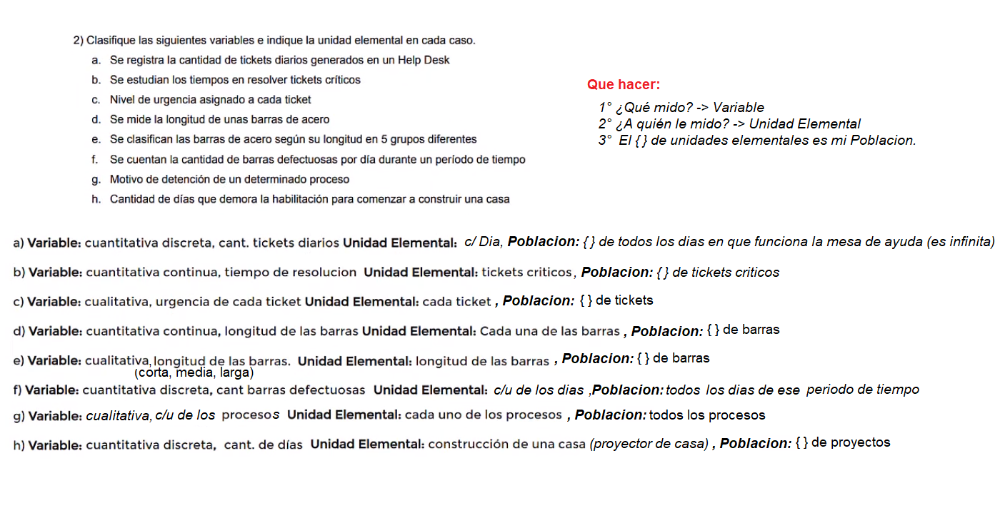 2) Clasifique las siguientes variables e indique la unidad elemental en cada caso.
a. Se registra la cantidad de tickets diarios generados en un Help Desk
b. Se estudian los tiempos en resolver tickets críticos
c. Nivel de urgencia asignado a cada ticket
d. Se mide la longitud de unas barras de acero
e. Se clasifican las barras de acero según su longitud en 5 grupos diferentes
f. Se cuentan la cantidad de barras defectuosas por día durante un período de tiempo
g. Motivo de detención de un determinado proceso
h. Cantidad de días que demora la habilitación para comenzar a construir una casa
Que hacer:
1° ¿Qué mido? -> Variable
2° ¿A quién le mido? -> Unidad Elemental
3° El { } de unidades elementales es mi Poblacion.
a) Variable: cuantitativa discreta, cant. tickets diarios Unidad Elemental: c/ Dia, Poblacion: { } de todos los dias en que funciona la mesa de ayuda (es infinita)
b) Variable: cuantitativa continua, tiempo de resolucion Unidad Elemental: tickets criticos, Poblacion: { } de tickets criticos
c) Variable: cualitativa, urgencia de cada ticket Unidad Elemental: cada ticket , Poblacion: { } de tickets
d) Variable: cuantitativa continua, longitud de las barras Unidad Elemental: Cada una de las barras , Poblacion: { } de barras
e) Variable: cualitativa, longitud de las barras. Unidad Elemental: longitud de las barras , Poblacion: { } de barras
(corta, media, larga)
f) Variable: cuantitativa discreta, cant barras defectuosas Unidad Elemental: c/u de los dias ,Poblacion: todos los dias de ese periodo de tiempo
g) Variable: cualitativa, c/u de los procesos Unidad Elemental: cada uno de los procesos , Poblacion: todos los procesos
h) Variable: cuantitativa discreta, cant. de días Unidad Elemental: construcción de una casa (proyector de casa) , Poblacion: { } de proyectos